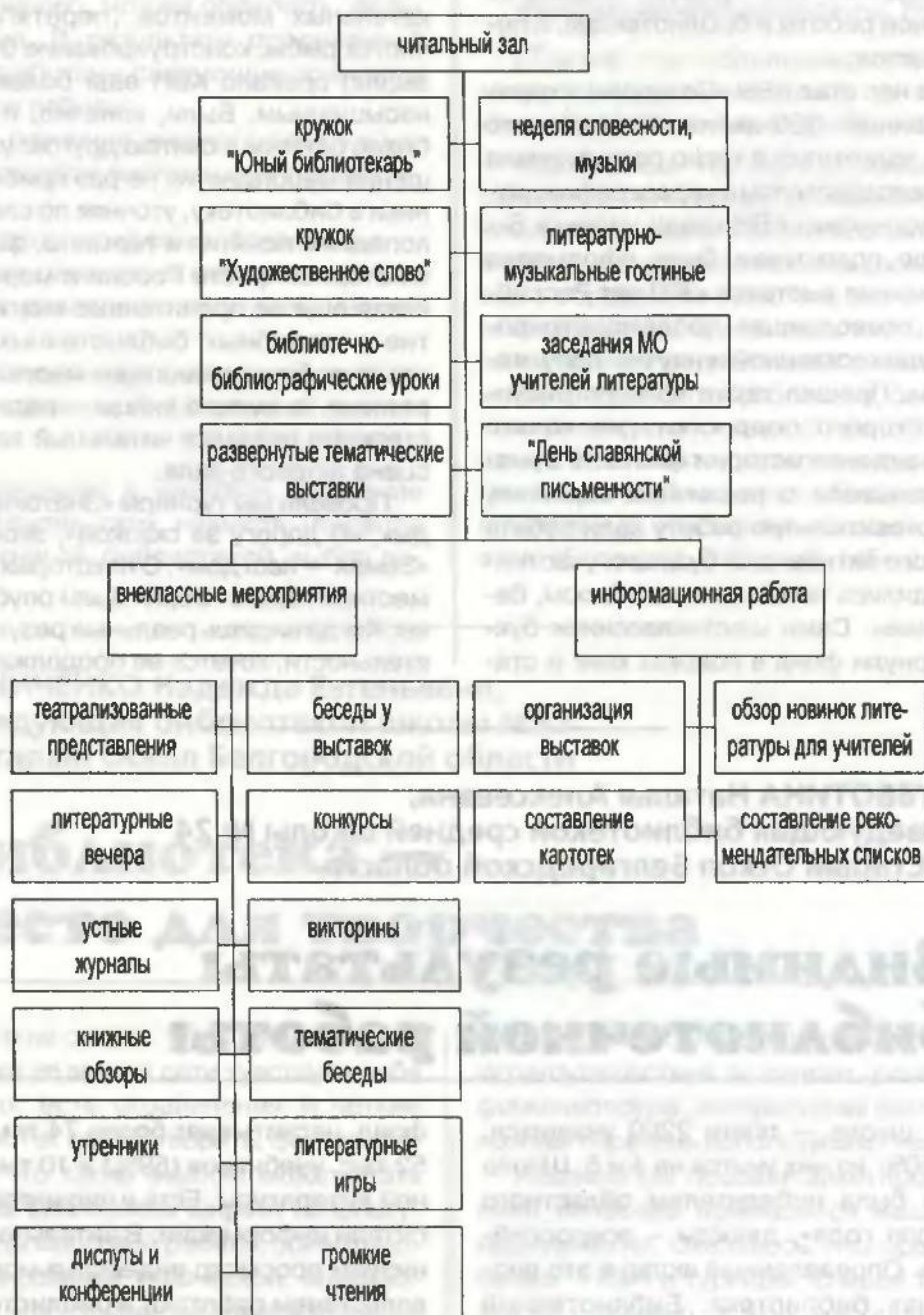 читальный зал
кружок
"Юный библиотекарь"
неделя словесности,
музыки
кружок
"Художественное слово"
литературно-
музыкальные гостиные
библиотечно-
библиографические уроки
заседания МО
учителей литературы
развернутые тематические
выставки
"День славянской
письменности"
внеклассные мероприятия
информационная работа
театрализованные
представления
беседы у
выставок
организация
выставок
обзор новинок лите-
ратуры для учителей
литературные
вечера
конкурсы
составление
картотек
составление реко-
мендательных списков
устные
журналы
викторины
книжные
обзоры
тематические
беседы
утренники
литературные
игры
диспуты и
конференции
громкие
чтения